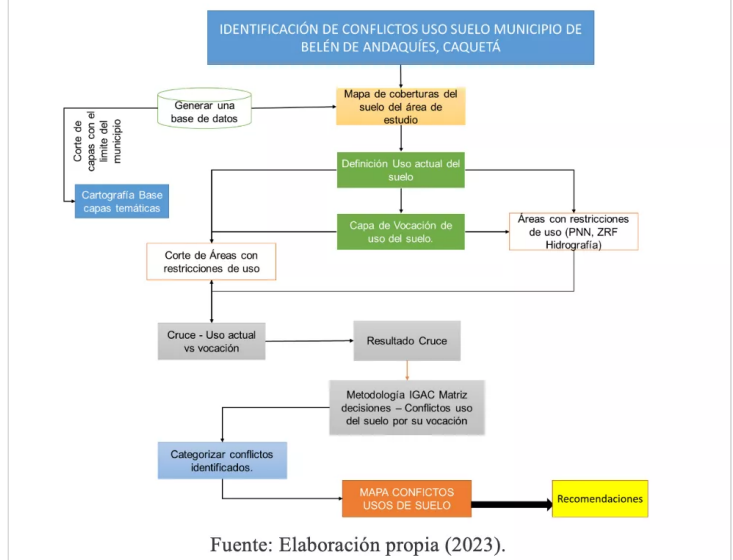 IDENTIFICACIÓN DE CONFLICTOS USO SUELO MUNICIPIO DE
BELÉN DE ANDAQUÍES, CAQUETÁ
Generar una
base de datos
Mapa de coberturas del
suelo del área de
estudio
Corte de
capas con el
limite del
municipio
Cartografía Base
capas temáticas
Definición Uso actual del
suelo
Capa de Vocación de
uso del suelo.
Áreas con restricciones
de uso (PNN, ZRF
Hidrografía)
Corte de Áreas con
restricciones de uso
Cruce - Uso actual
vs vocación
Resultado Cruce
Metodología IGAC Matriz
decisiones – Conflictos uso
del suelo por su vocación
Categorizar conflictos
identificados.
MAPA CONFICTOS
USOS DE SUELO
Recomendaciones
Fuente: Elaboración propia (2023).